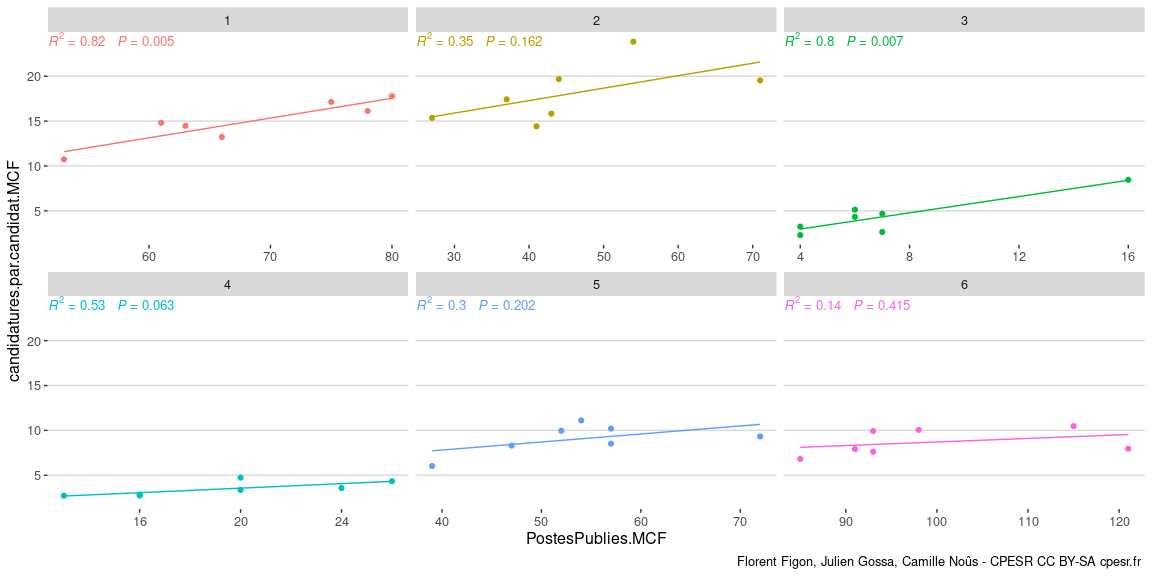 1
2
3
R2 = 0.82 P = 0.005
R2 = 0.35 P = 0.162
R2 = 0.8 P = 0.007
20
15
10
5
60 70 80
30 40 50 60 70
4 8 12 16
4
5
6
R2 = 0.53 P = 0.063
R2 = 0.3 P = 0.202
R2 = 0.14 P = 0.415
20
15
10
5
16 20 24
40 50 60 70
90 100 110 120
candidatures.par.candidat.MCF
PostesPublies.MCF
Florent Figon, Julien Gossa, Camille Noûs - CPESR CC BY-SA cpesr.fr